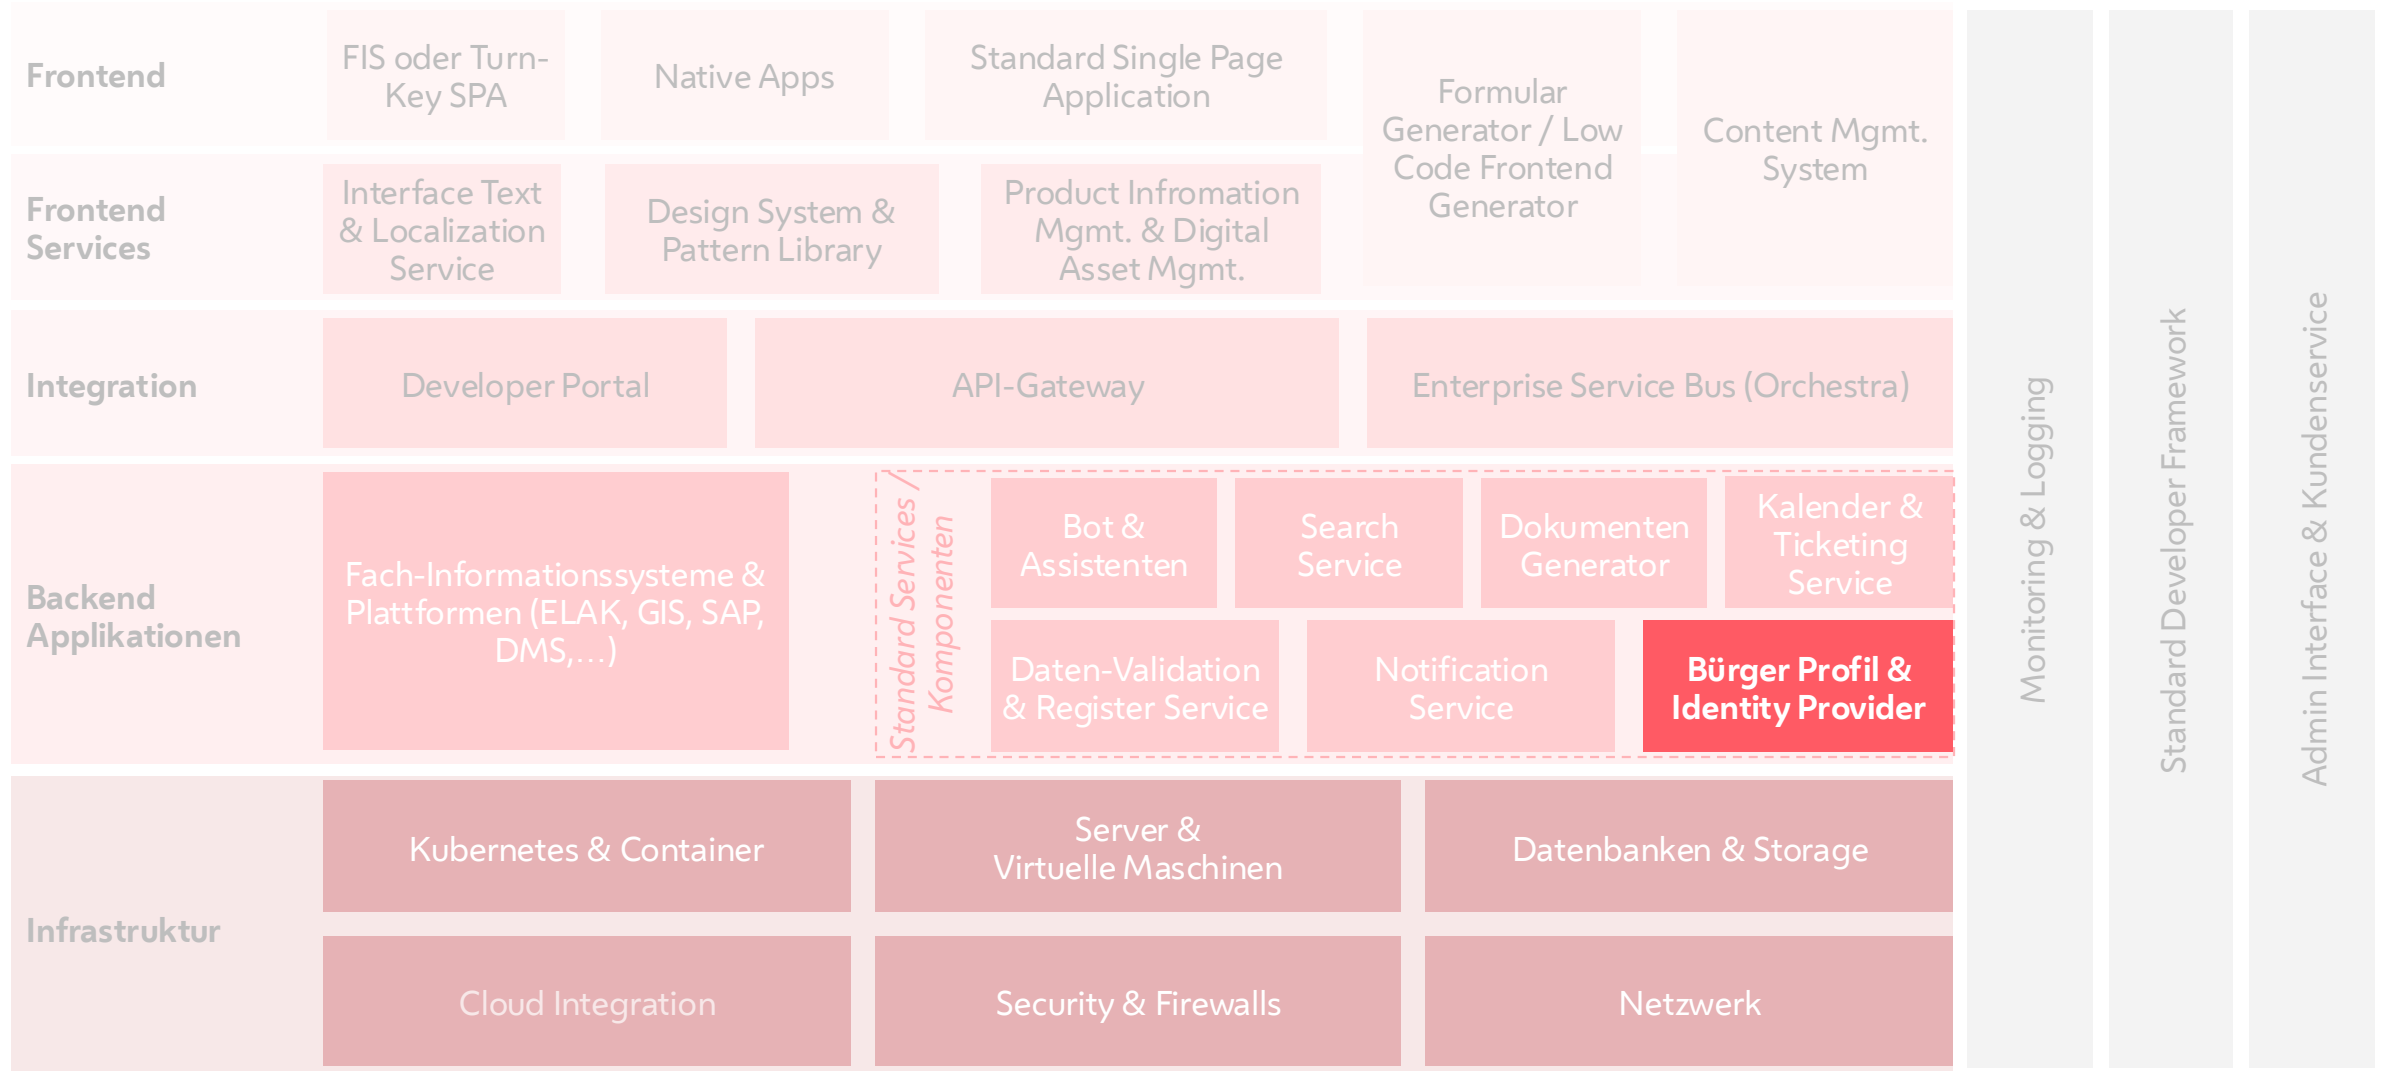 Frontend
FIS oder Turn-
Key SPA
Native Apps
Standard Single Page
Application
Formular
Generator / Low
Code Frontend
Generator
Content Mgmt.
System
Frontend
Services
Interface Text
& Localization
Service
Design System &
Pattern Library
Product Infromation
Mgmt. & Digital
Asset Mgmt.
Integration
Developer Portal
API-Gateway
Enterprise Service Bus (Orchestra)
Backend
Applikationen
Fach-Informationssysteme &
Plattformen (ELAK, GIS, SAP,
DMS,...)
Standard Services /
Komponenten
Bot &
Assistenten
Search
Service
Dokumenten
Generator
Kalender &
Ticketing
Service
Daten-Validation
& Register Service
Notification
Service
Bürger Profil &
Identity Provider
Infrastruktur
Kubernetes & Container
Server &
Virtuelle Maschinen
Datenbanken & Storage
Cloud Integration
Security & Firewalls
Netzwerk
Monitoring & Logging
Standard Developer Framework
Admin Interface & Kundenservice